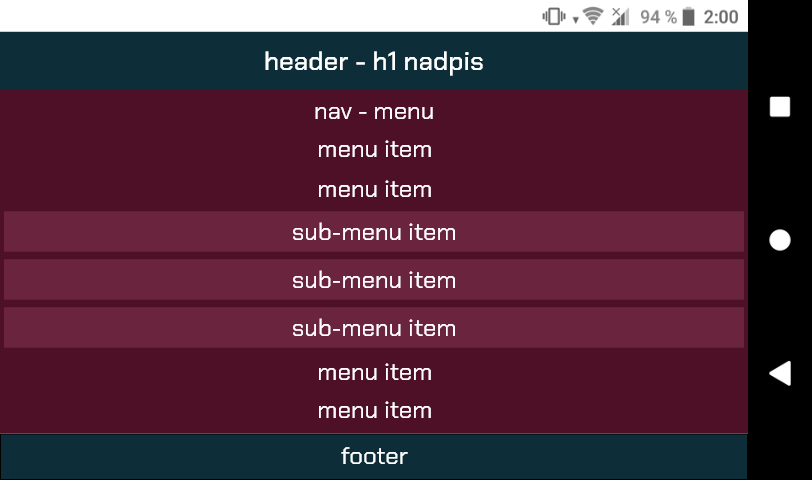 94 % 2:00
header - h1 nadpis
nav - menu
menu item
menu item
sub-menu item
sub-menu item
sub-menu item
menu item
menu item
footer